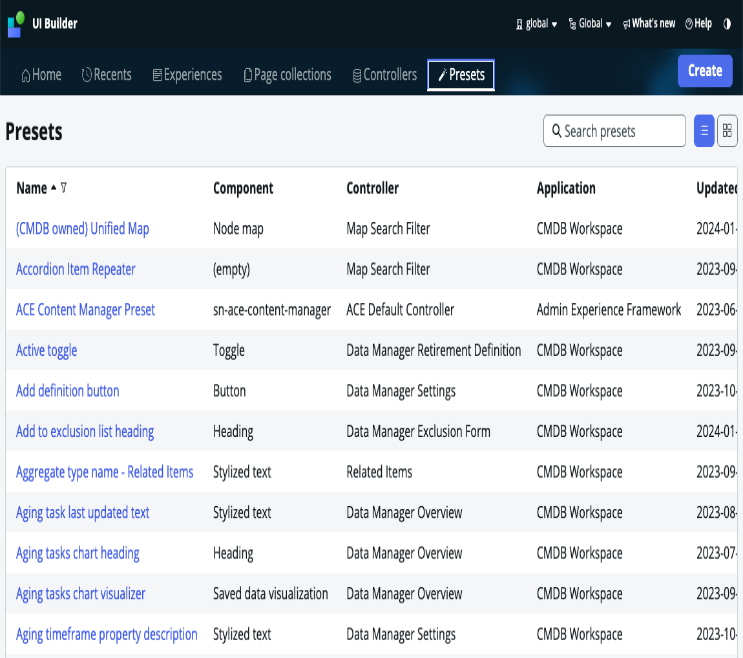 UI Builder global Global What's new Help
Home Recents Experiences Page collections Controllers Presets Create
Presets Search presets
Name Component Controller Application Updated
(CMDB owned) Unified Map Node map Map Search Filter CMDB Workspace 2024-01-
Accordion Item Repeater (empty) Map Search Filter CMDB Workspace 2023-09-
ACE Content Manager Preset sn-ace-content-manager ACE Default Controller Admin Experience Framework 2023-06-
Active toggle Toggle Data Manager Retirement Definition CMDB Workspace 2023-09-
Add definition button Button Data Manager Settings CMDB Workspace 2023-10-
Add to exclusion list heading Heading Data Manager Exclusion Form CMDB Workspace 2024-01-
Aggregate type name - Related Items Stylized text Related Items CMDB Workspace 2023-09-
Aging task last updated text Stylized text Data Manager Overview CMDB Workspace 2023-08-
Aging tasks chart heading Heading Data Manager Overview CMDB Workspace 2023-07-
Aging tasks chart visualizer Saved data visualization Data Manager Overview CMDB Workspace 2023-09-
Aging timeframe property description Stylized text Data Manager Settings CMDB Workspace 2023-10-